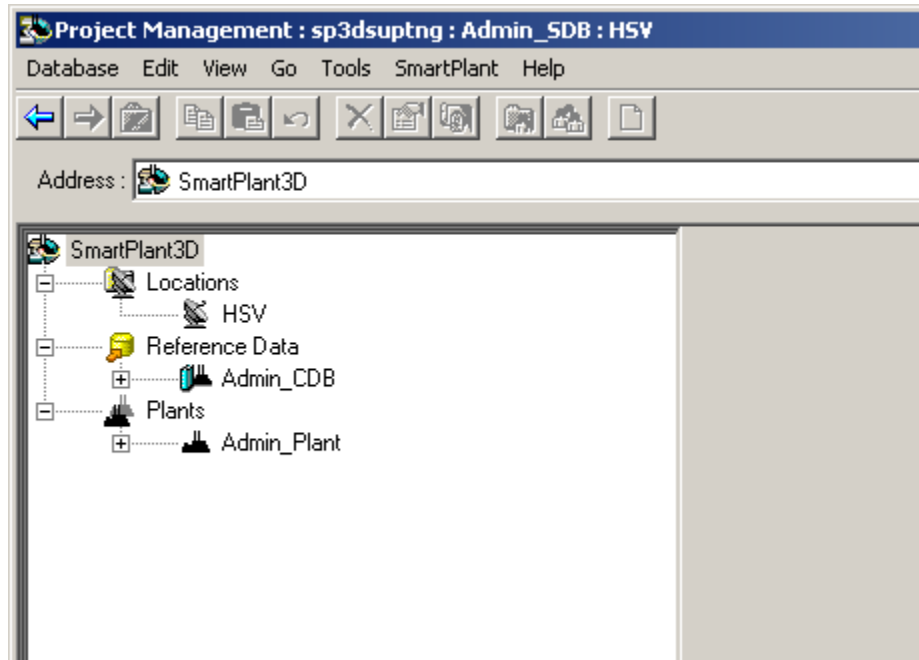 Project Management : sp3dsuptng : Admin_SDB : HSV
Database Edit View Go Tools SmartPlant Help
Address : SmartPlant3D
SmartPlant3D
Locations
HSV
Reference Data
Admin_CDB
Plants
Admin_Plant